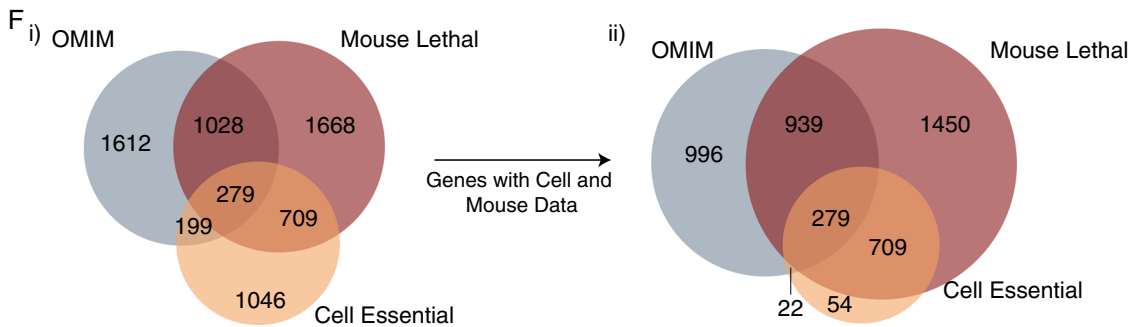 F
i)
OMIM
Mouse Lethal
1612
1028
1668
279
199
709
1046
Cell Essential
Genes with Cell and
Mouse Data
ii)
OMIM
Mouse Lethal
996
939
1450
279
709
22
54
Cell Essential